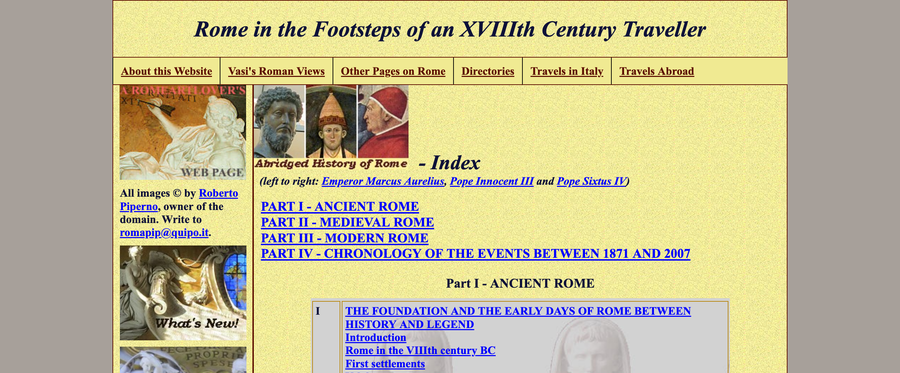 Rome in the Footsteps of an XVIIIth Century Traveller
About this Website
Vasi's Roman Views
Other Pages on Rome
Directories
Travels in Italy
Travels Abroad
A ROMEARTLOVER'S
WEB PAGE
All images © by Roberto
Piperno, owner of the
domain. Write to
romapip@quipo.it.
What's New!
PROPRIE
SPES
Abridged History of Rome - Index
(left to right: Emperor Marcus Aurelius, Pope Innocent III and Pope Sixtus IV)
PART I - ANCIENT ROME
PART II - MEDIEVAL ROME
PART III - MODERN ROME
PART IV - CHRONOLOGY OF THE EVENTS BETWEEN 1871 AND 2007
Part I - ANCIENT ROME
I
THE FOUNDATION AND THE EARLY DAYS OF ROME BETWEEN
HISTORY AND LEGEND
Introduction
Rome in the VIIIth century BC
First settlements